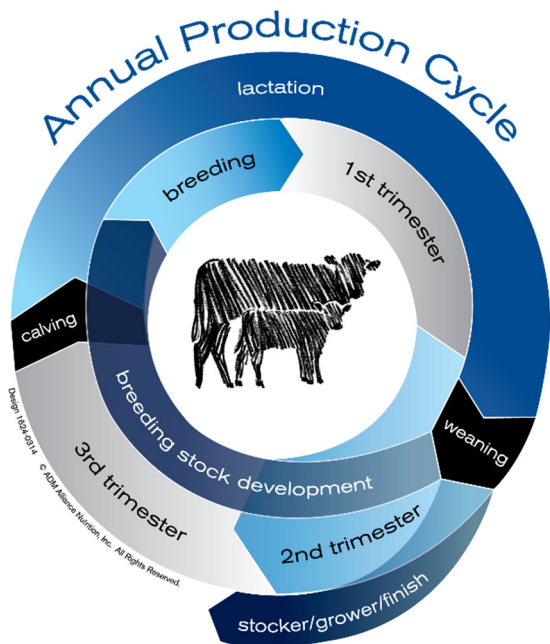 Annual Production Cycle
lactation
breeding
1st trimester
calving
weaning
breeding stock development
3rd trimester
2nd trimester
stocker/grower/finish
Design 1624-0314 © ADM Alliance Nutrition, Inc. All Rights Reserved.